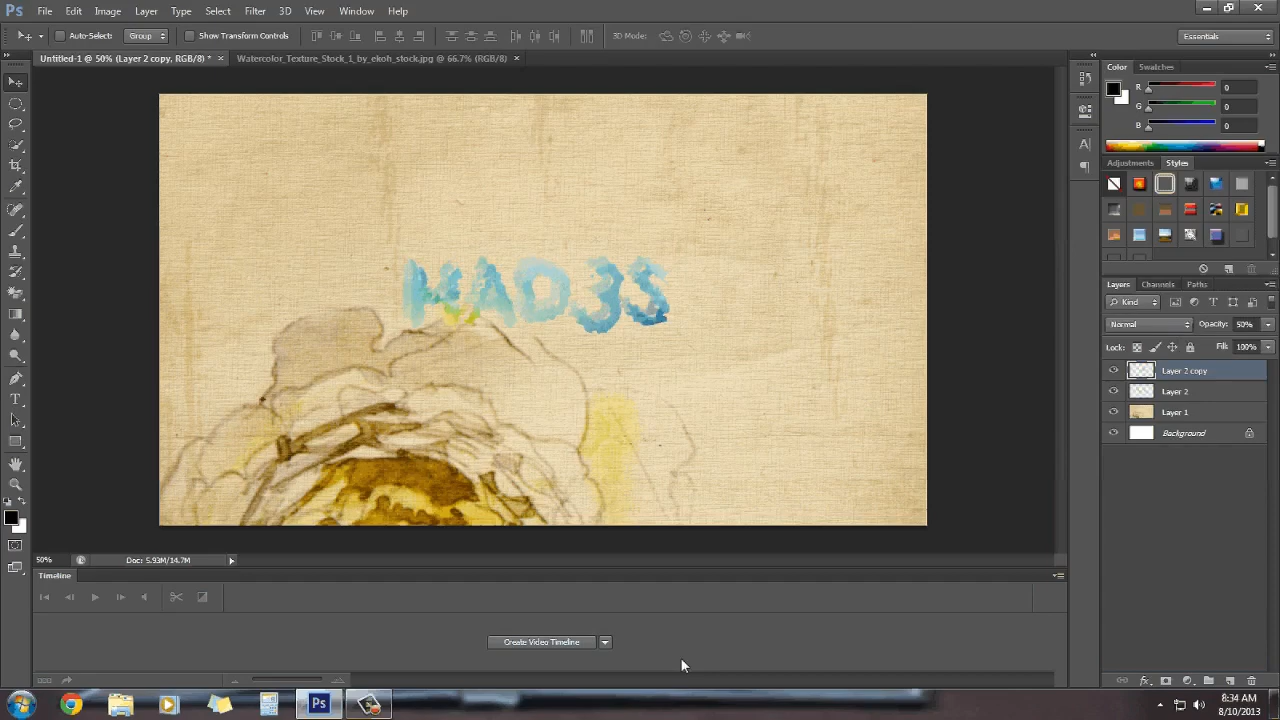 Ps File Edit Image Layer Type Select Filter 3D View Window Help
Auto-Select: Group Show Transform Controls 3D Mode: Essentials
Untitled-1 @ 50% (Layer 2 copy, RGB/8) * × Watercolor_Texture_Stock_1_by_ekoh_stock.jpg @ 66.7% (RGB/8) ×
Color Swatches
R 0
G 0
B 0
Adjustments Styles
MAD3S
Layers Channels Paths
Kind
Normal Opacity: 50%
Lock: Fill: 100%
Layer 2 copy
Layer 2
Layer 1
Background
50% Doc: 5.93M/14.7M
Timeline
Create Video Timeline
Ps
8:34 AM
8/10/2013